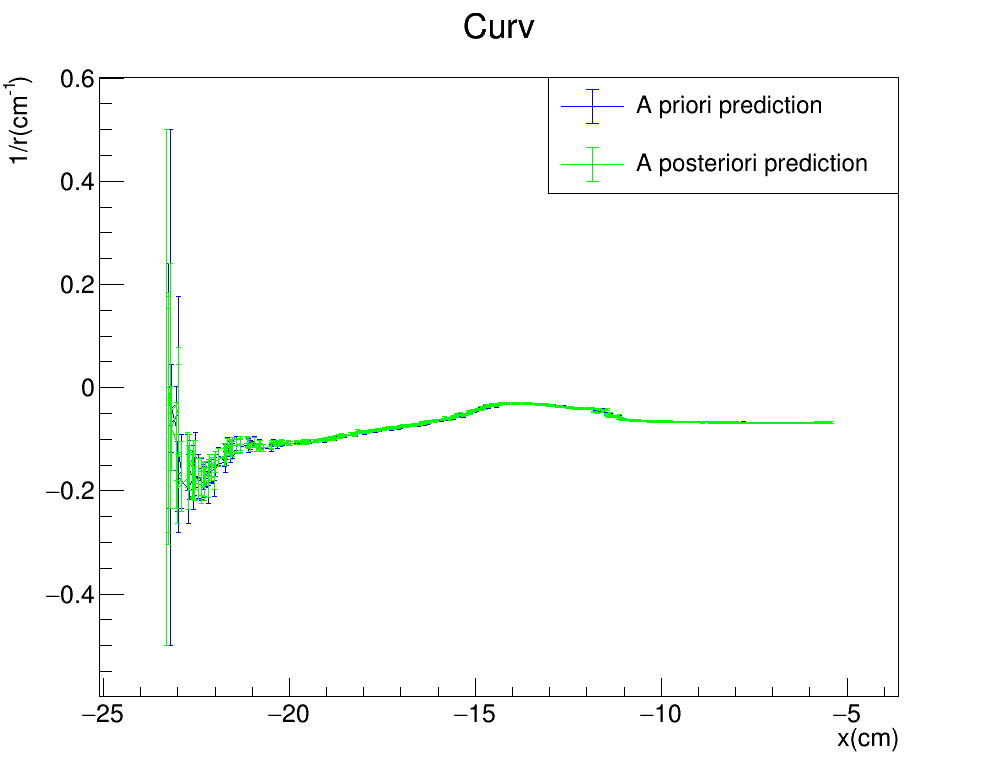 Curv
1/r(cm⁻¹)
A priori prediction
A posteriori prediction
0.6
0.4
0.2
0
−0.2
−0.4
−25 −20 −15 −10 −5
x(cm)